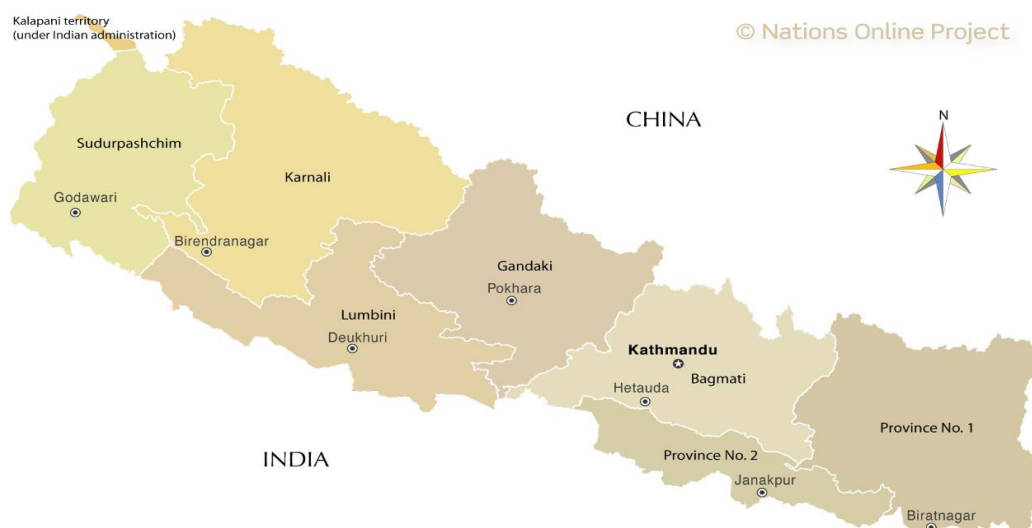 Kalapani territory
(under Indian administration)
© Nations Online Project
N
CHINA
Sudurpashchim
Karnali
Godawari
Birendranagar
Gandaki
Pokhara
Lumbini
Deukhuri
Kathmandu
Bagmati
Hetauda
Province No. 1
Province No. 2
INDIA
Janakpur
Biratnagar